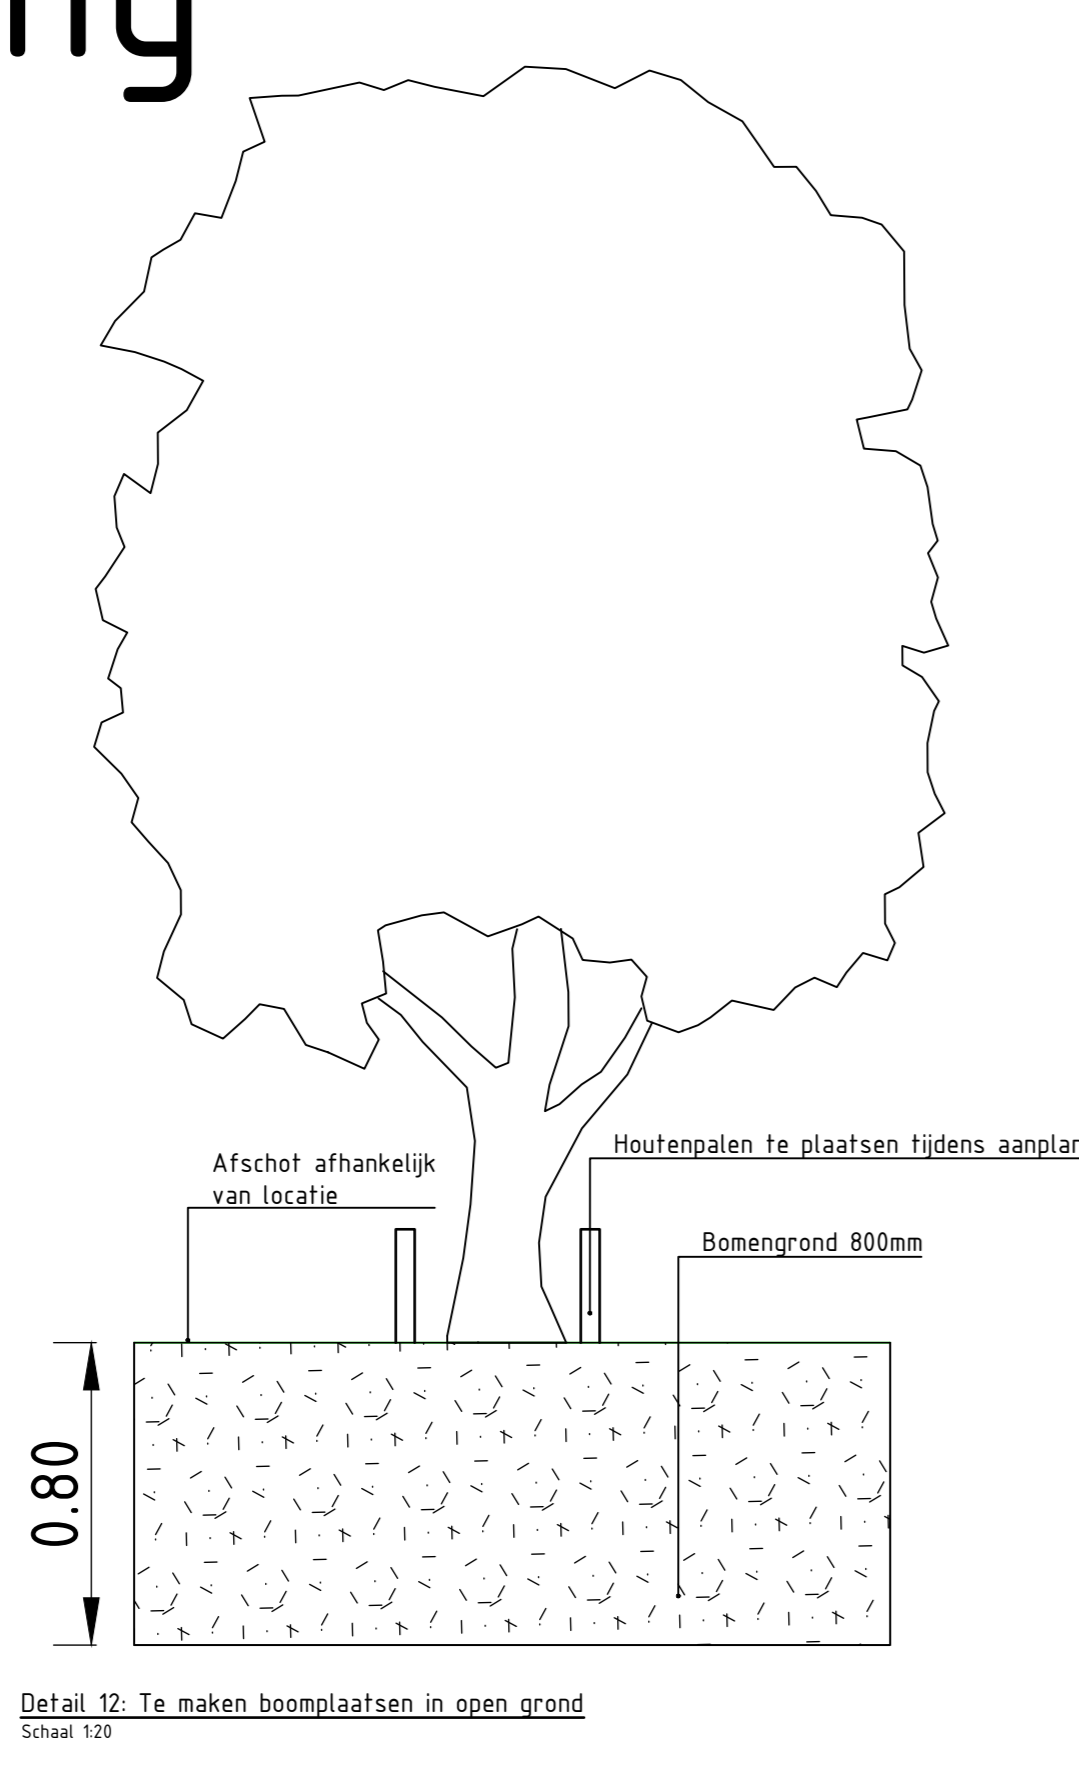 Afschot afhankelijk
van locatie
Houtenpalen te plaatsen tijdens
Bomengrond 800mm
0.80
Detail 12: Te maken boomplaatsen in open grond
Schaal 1:20